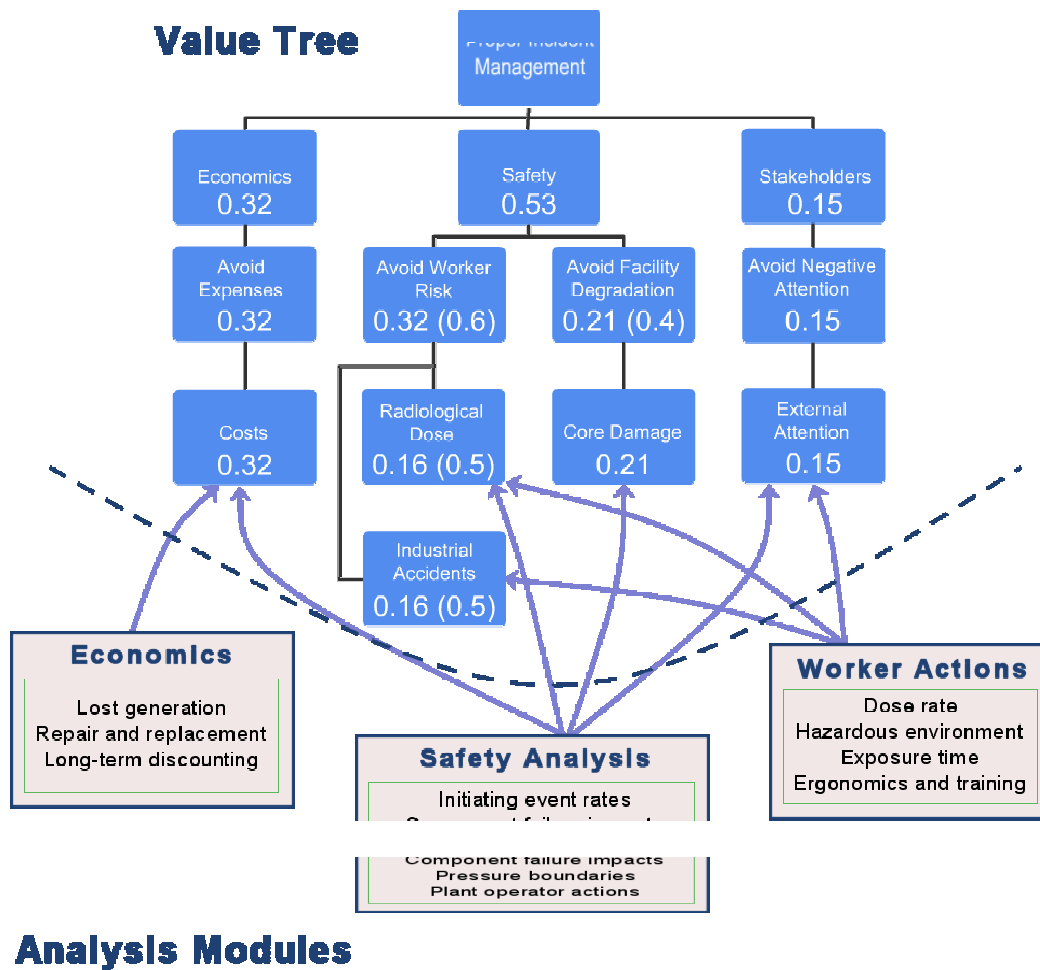 Value Tree
Proper Incident
Management
Economics
0.32
Safety
0.53
Stakeholders
0.15
Avoid
Expenses
0.32
Avoid Worker
Risk
0.32 (0.6)
Avoid Facility
Degradation
0.21 (0.4)
Avoid Negative
Attention
0.15
Costs
0.32
Radiological
Dose
0.16 (0.5)
Core Damage
0.21
External
Attention
0.15
Industrial
Accidents
0.16 (0.5)
Economics
Lost generation
Repair and replacement
Long-term discounting
Safety Analysis
Initiating event rates
Component failure impacts
Pressure boundaries
Plant operator actions
Worker Actions
Dose rate
Hazardous environment
Exposure time
Ergonomics and training
Analysis Modules